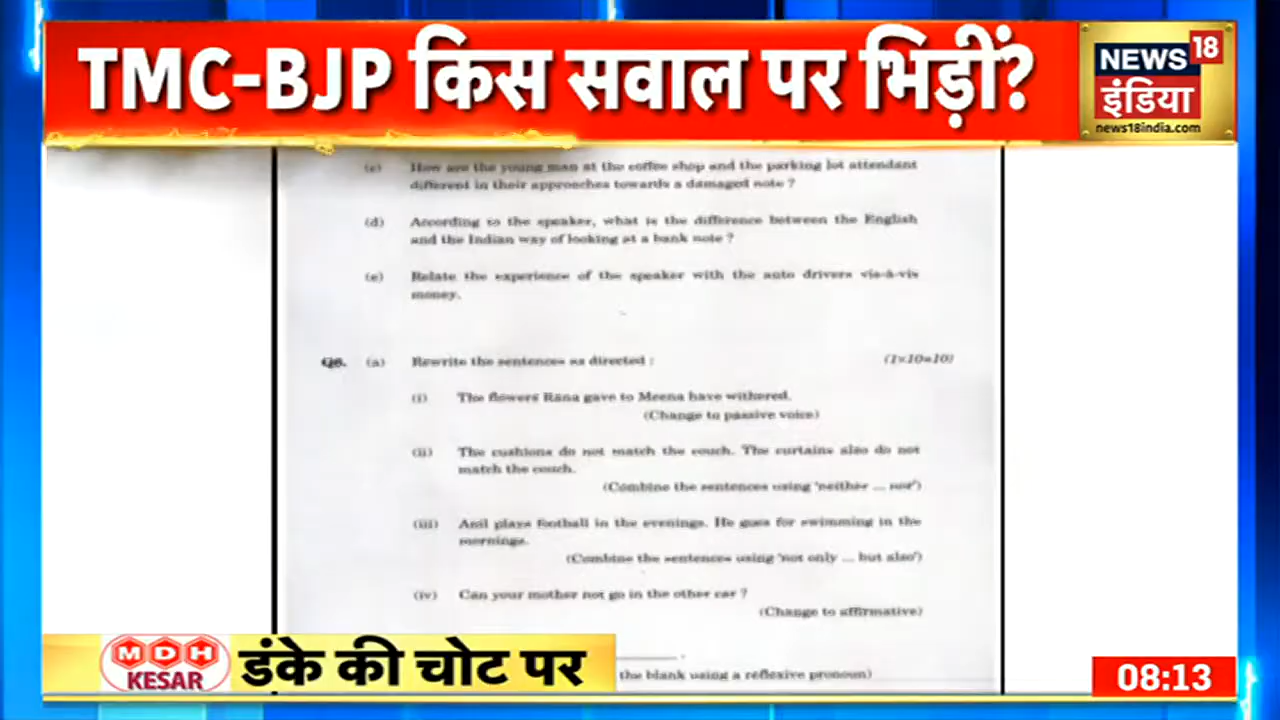 TMC-BJP किस सवाल पर भिड़ीं?
NEWS 18
इंडिया
news18india.com
(c) How are the young man at the coffee shop and the parking lot attendant
different in their approaches towards a damaged note ?
(d) According to the speaker, what is the difference between the English
and the Indian way of looking at a bank note ?
(e) Relate the experience of the speaker with the auto drivers vis-à-vis
money.
Q6. (a) Rewrite the sentences as directed : (1×10=10)
(i) The flowers Rana gave to Meena have withered.
(Change to passive voice)
(ii) The cushions do not match the couch. The curtains also do not
match the couch.
(Combine the sentences using 'neither ... nor')
(iii) Anil plays football in the evenings. He goes for swimming in the
mornings.
(Combine the sentences using 'not only ... but also')
(iv) Can your mother not go in the other car ?
(Change to affirmative)
the blank using a reflexive pronoun)
MDH
KESAR
डंके की चोट पर
08:13